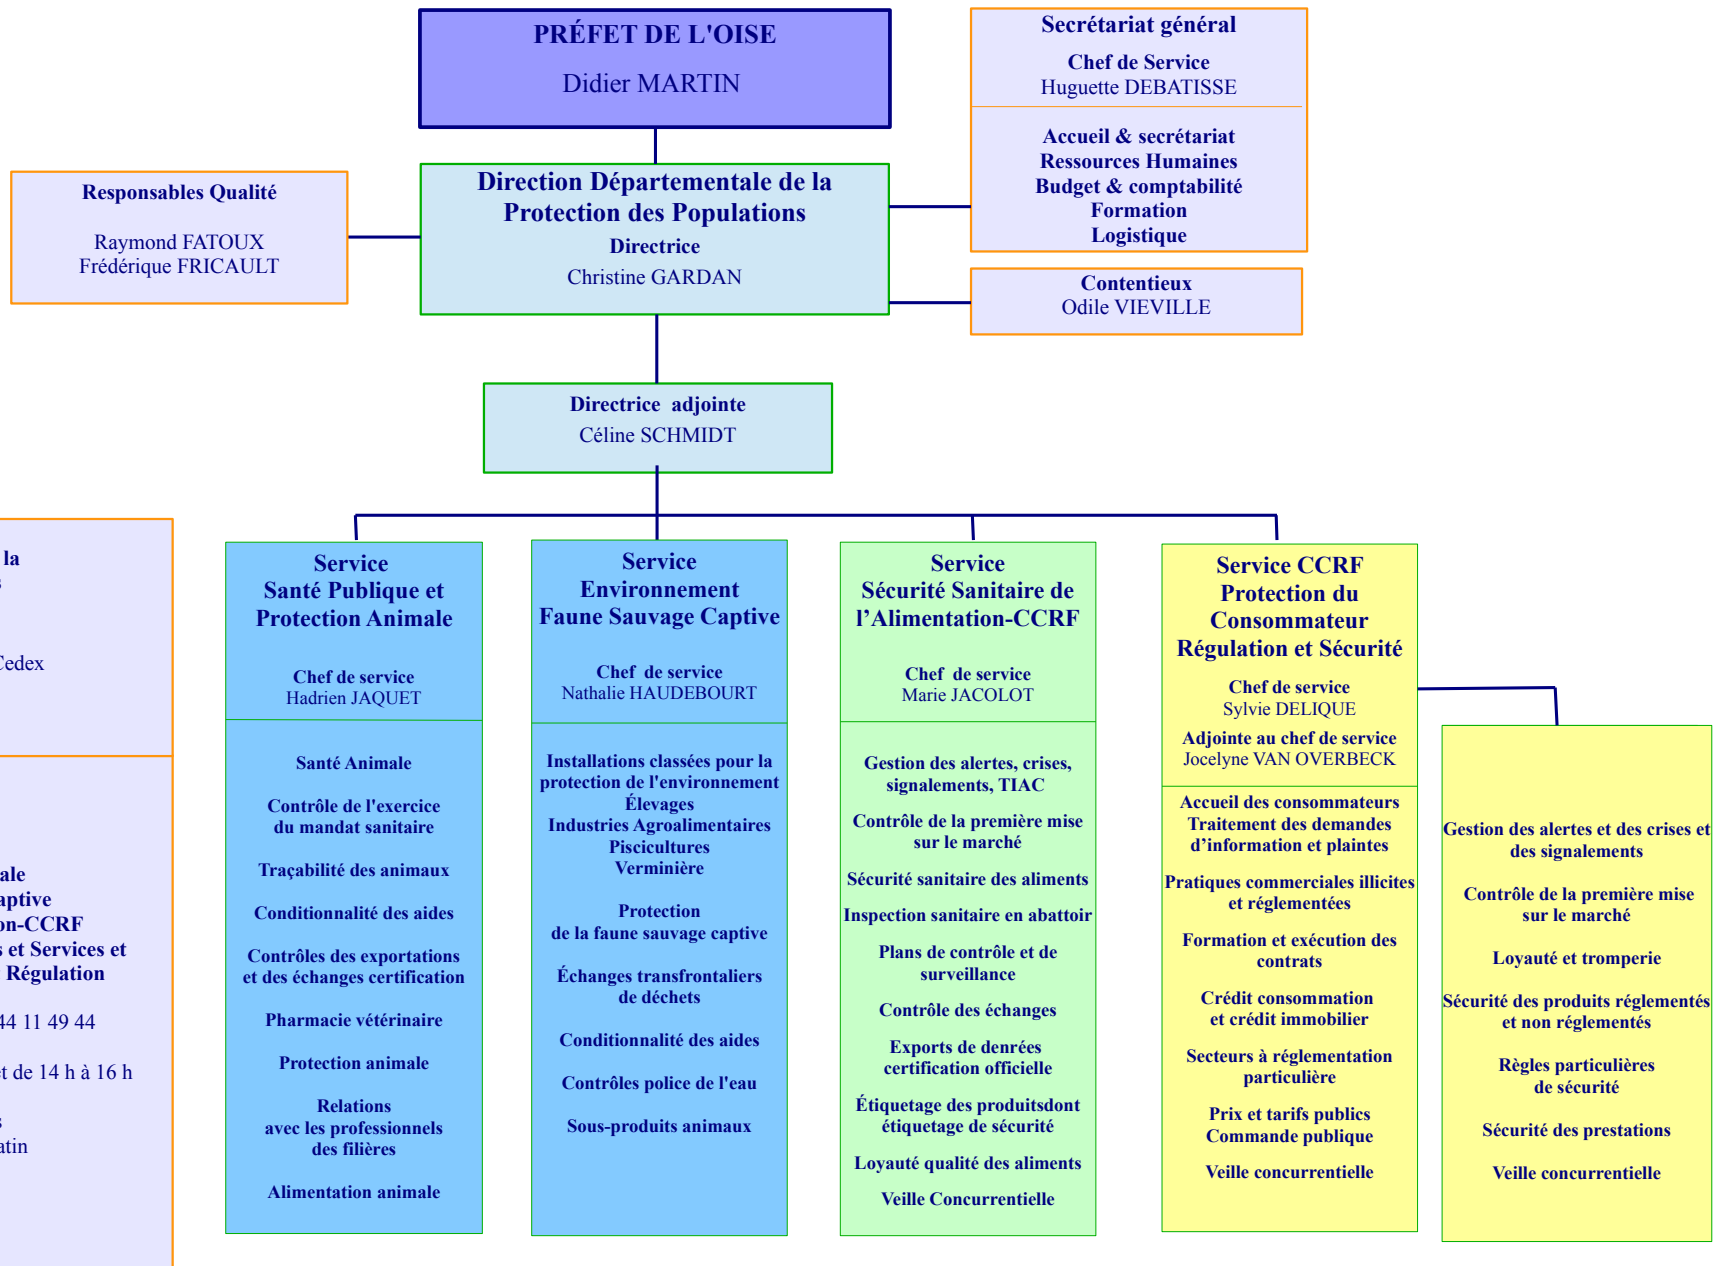 PRÉFET DE L'OISE
Didier MARTIN
Secrétariat général
Chef de Service
Huguette DEBATISSE
Accueil & secrétariat
Ressources Humaines
Budget & comptabilité
Formation
Logistique
Responsables Qualité
Raymond FATOUX
Frédérique FRICAULT
Direction Départementale de la
Protection des Populations
Directrice
Christine GARDAN
Contentieux
Odile VIEVILLE
Directrice adjointe
Céline SCHMIDT
la
Cedex
Régulation
44 11 49 44
et de 14 h à 16 h
Service
Santé Publique et
Protection Animale
Chef de service
Hadrien JAQUET
Santé Animale
Contrôle de l'exercice
du mandat sanitaire
Traçabilité des animaux
Conditionnalité des aides
Contrôles des exportations
et des échanges certification
Pharmacie vétérinaire
Protection animale
Relations
avec les professionnels
des filières
Alimentation animale
Service
Environnement
Faune Sauvage Captive
Chef de service
Nathalie HAUDEBOURT
Installations classées pour la
protection de l'environnement
Élevages
Industries Agroalimentaires
Piscicultures
Verminière
Protection
de la faune sauvage captive
Échanges transfrontaliers
de déchets
Conditionnalité des aides
Contrôles police de l'eau
Sous-produits animaux
Service
Sécurité Sanitaire de
l’Alimentation-CCRF
Chef de service
Marie JACOLOT
Gestion des alertes, crises,
signalements, TIAC
Contrôle de la première mise
sur le marché
Sécurité sanitaire des aliments
Inspection sanitaire en abattoir
Plans de contrôle et de
surveillance
Contrôle des échanges
Exports de denrées
certification officielle
Étiquetage des produitsdont
étiquetage de sécurité
Loyauté qualité des aliments
Veille Concurrentielle
Service CCRF
Protection du
Consommateur
Régulation et Sécurité
Chef de service
Sylvie DELIQUE
Adjointe au chef de service
Jocelyne VAN OVERBECK
Accueil des consommateurs
Traitement des demandes
d’information et plaintes
Pratiques commerciales illicites
et réglementées
Formation et exécution des
contrats
Crédit consommation
et crédit immobilier
Secteurs à réglementation
particulière
Prix et tarifs publics
Commande publique
Veille concurrentielle
Gestion des alertes et des crises et
des signalements
Contrôle de la première mise
sur le marché
Loyauté et tromperie
Sécurité des produits réglementés
et non réglementés
Règles particulières
de sécurité
Sécurité des prestations
Veille concurrentielle